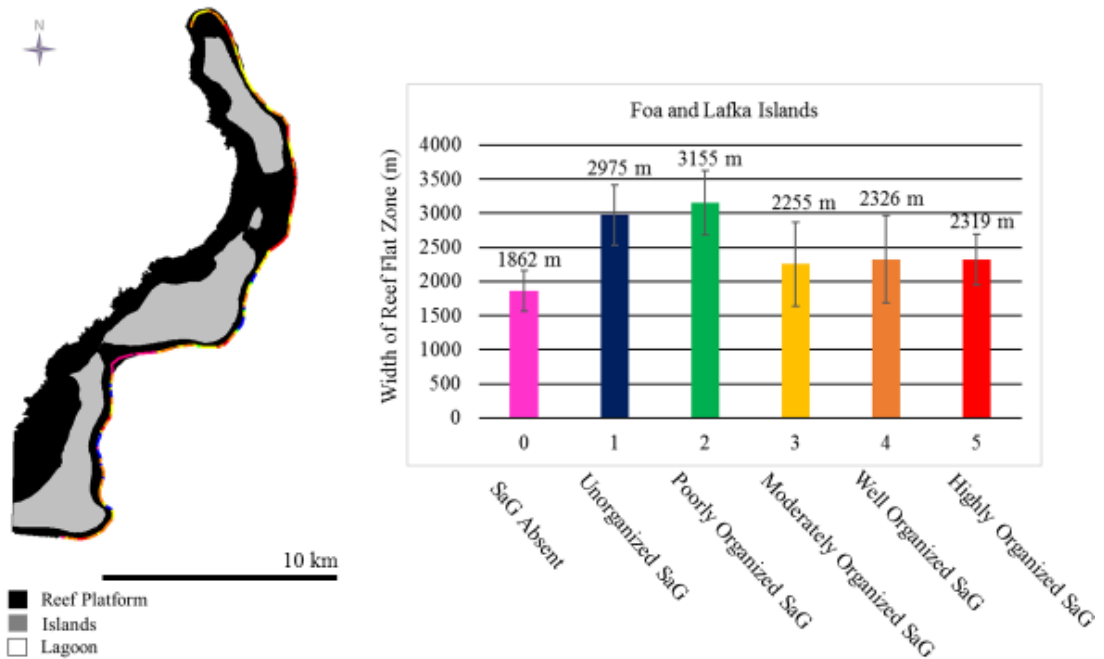 N
10 km
Reef Platform
Islands
Lagoon
Foa and Lafka Islands
Width of Reef Flat Zone (m)
4000
3500
3000
2500
2000
1500
1000
500
0
1862 m
2975 m
3155 m
2255 m
2326 m
2319 m
0
1
2
3
4
5
SaG Absent
Unorganized SaG
Poorly Organized SaG
Moderately Organized SaG
Well Organized SaG
Highly Organized SaG